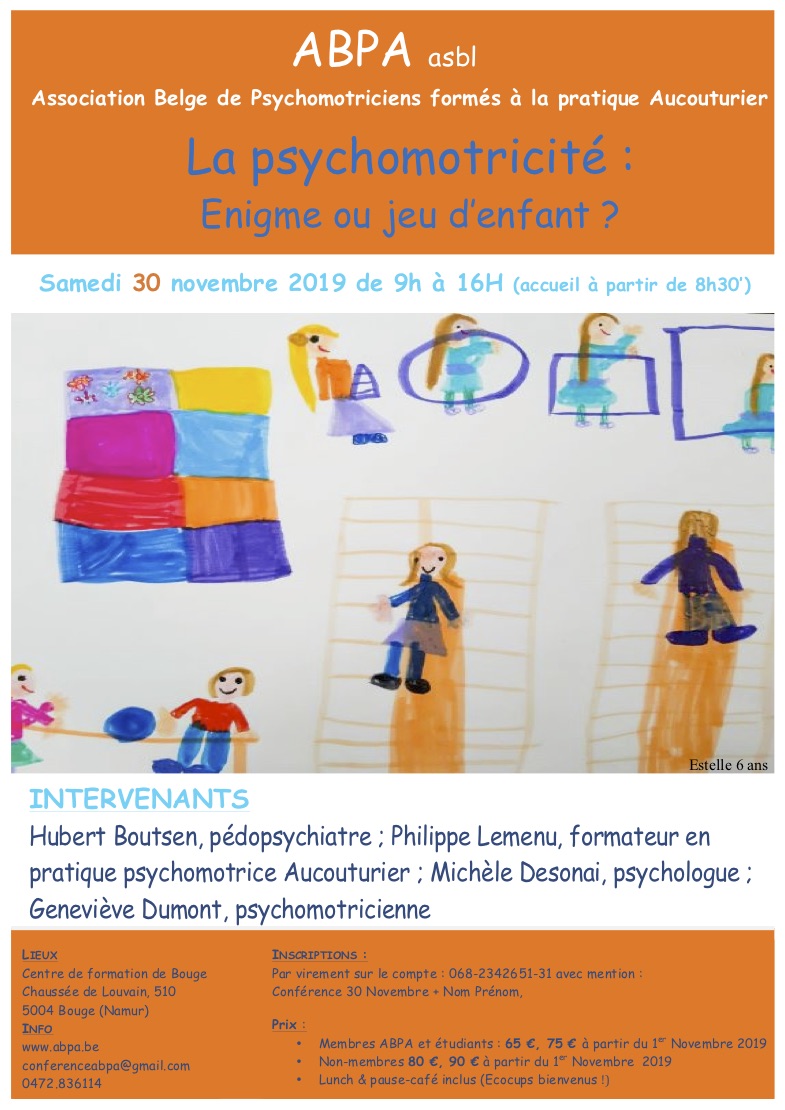 ABPA asbl
Association Belge de Psychomotriciens formés à la pratique Aucouturier
La psychomotricité :
Enigme ou jeu d'enfant ?
Samedi 30 novembre 2019 de 9h à 16H (accueil à partir de 8h30')
Estelle 6 ans
INTERVENANTS
Hubert Boutsen, pédopsychiatre ; Philippe Lemenu, formateur en
pratique psychomotrice Aucouturier ; Michèle Desonai, psychologue ;
Geneviève Dumont, psychomotricienne
LIEUX
Centre de formation de Bouge
Chaussée de Louvain, 510
5004 Bouge (Namur)
INFO
www.abpa.be
conferenceabpa@gmail.com
0472.836114
INSCRIPTIONS :
Par virement sur le compte : 068-2342651-31 avec mention :
Conférence 30 Novembre + Nom Prénom,
Prix :
• Membres ABPA et étudiants : 65 €, 75 € à partir du 1er Novembre 2019
• Non-membres 80 €, 90 € à partir du 1er Novembre 2019
• Lunch & pause-café inclus (Ecocups bienvenus !)